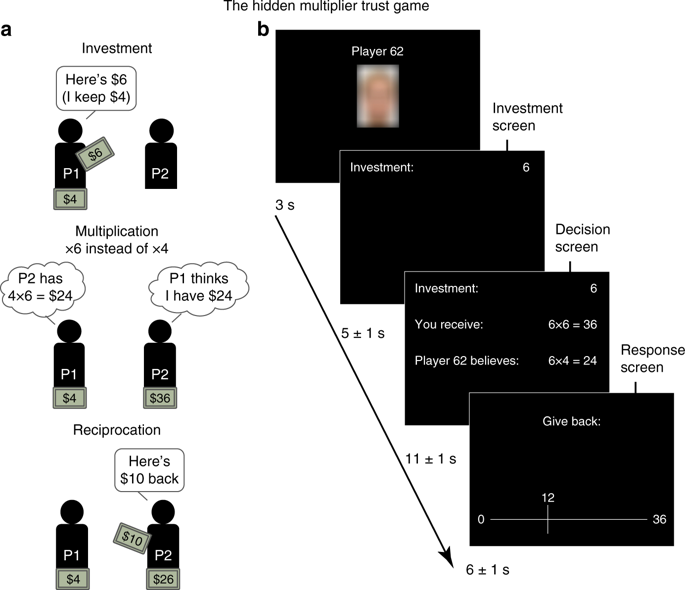 The hidden multiplier trust game
a
Investment
Here's $6
(I keep $4)
$6
P1
P2
$4
Multiplication
×6 instead of ×4
P2 has
4×6 = $24
P1 thinks
I have $24
P1
P2
$4
$36
Reciprocation
Here's
$10 back
$10
P1
P2
$4
$26
b
Player 62
Investment
screen
Investment: 6
3 s
Decision
screen
Investment: 6
You receive: 6×6 = 36
Player 62 believes: 6×4 = 24
5 ± 1 s
Response
screen
Give back:
12
0 36
11 ± 1 s
6 ± 1 s